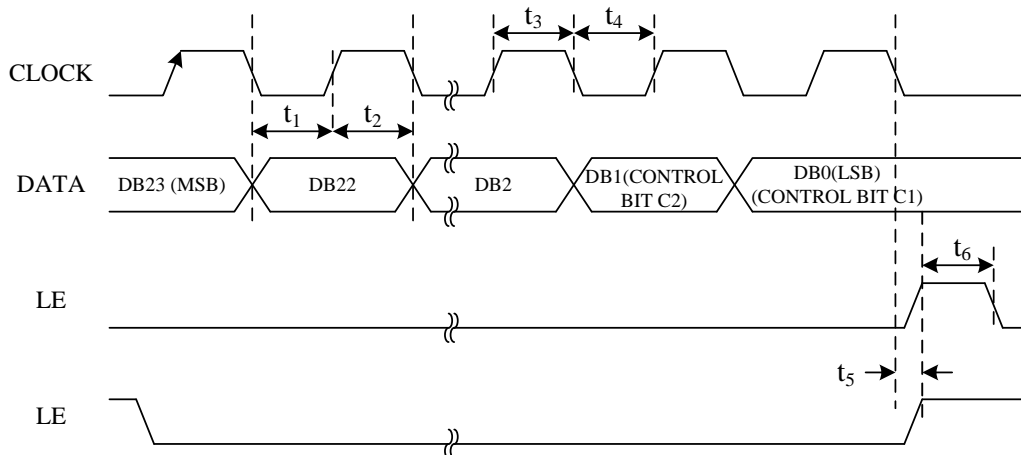 t3
t4
CLOCK
t1
t2
DATA
DB23 (MSB)
DB22
DB2
DB1(CONTROL
BIT C2)
DB0(LSB)
(CONTROL BIT C1)
t6
LE
t5
LE